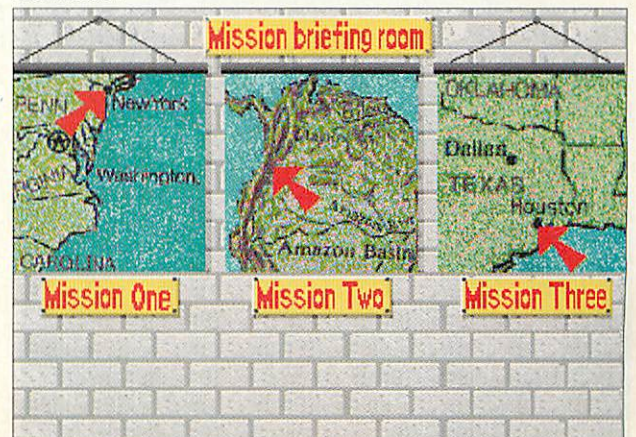 Mission briefing room
PENN
New York
Washington.
CAROLINA
Amazon Basin
OKLAHOMA
Dallas
TEXAS
Houston
Mission One
Mission Two
Mission Three